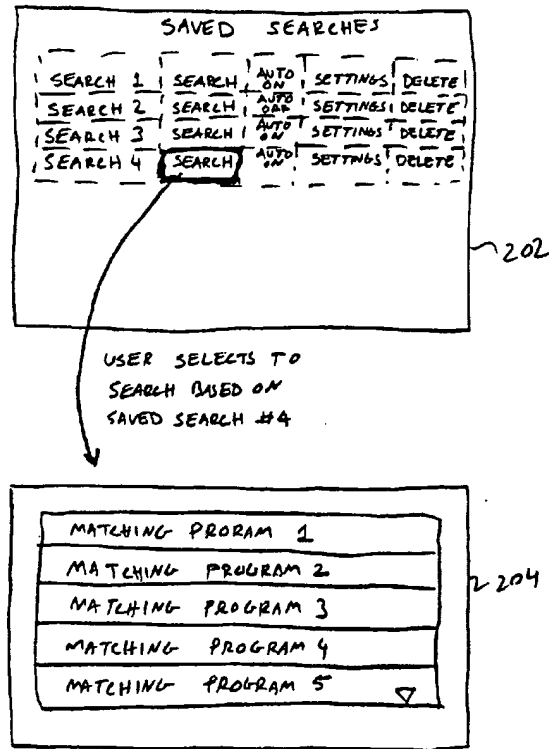 SAVED SEARCHES
SEARCH 1 SEARCH AUTO ON SETTINGS DELETE
SEARCH 2 SEARCH AUTO OFF SETTINGS DELETE
SEARCH 3 SEARCH AUTO ON SETTINGS DELETE
SEARCH 4 SEARCH AUTO ON SETTINGS DELETE
202
USER SELECTS TO
SEARCH BASED ON
SAVED SEARCH #4
MATCHING PRORAM 1
MATCHING PROGRAM 2
204
MATCHING PROGRAM 3
MATCHING PROGRAM 4
MATCHING PROGRAM 5